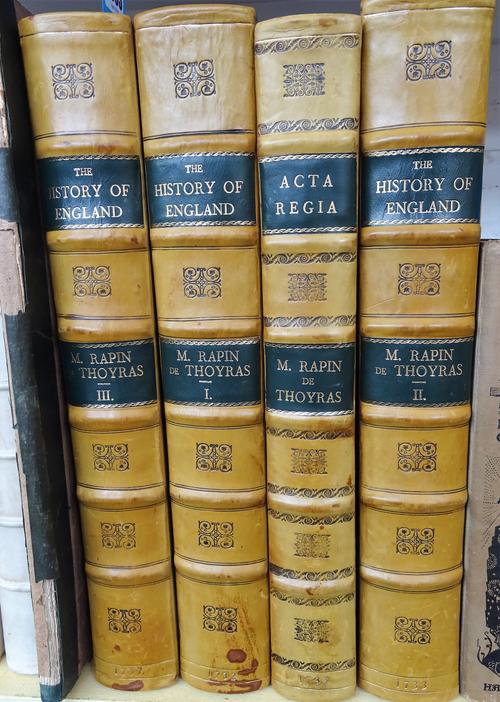 THE
HISTORY OF
ENGLAND
M. RAPIN
DE THOYRAS
III.
THE
HISTORY OF
ENGLAND
M. RAPIN
DE THOYRAS
I.
ACTA
REGIA
M. RAPIN
DE
THOYRAS
THE
HISTORY OF
ENGLAND
M. RAPIN
DE THOYRAS
II.
1733